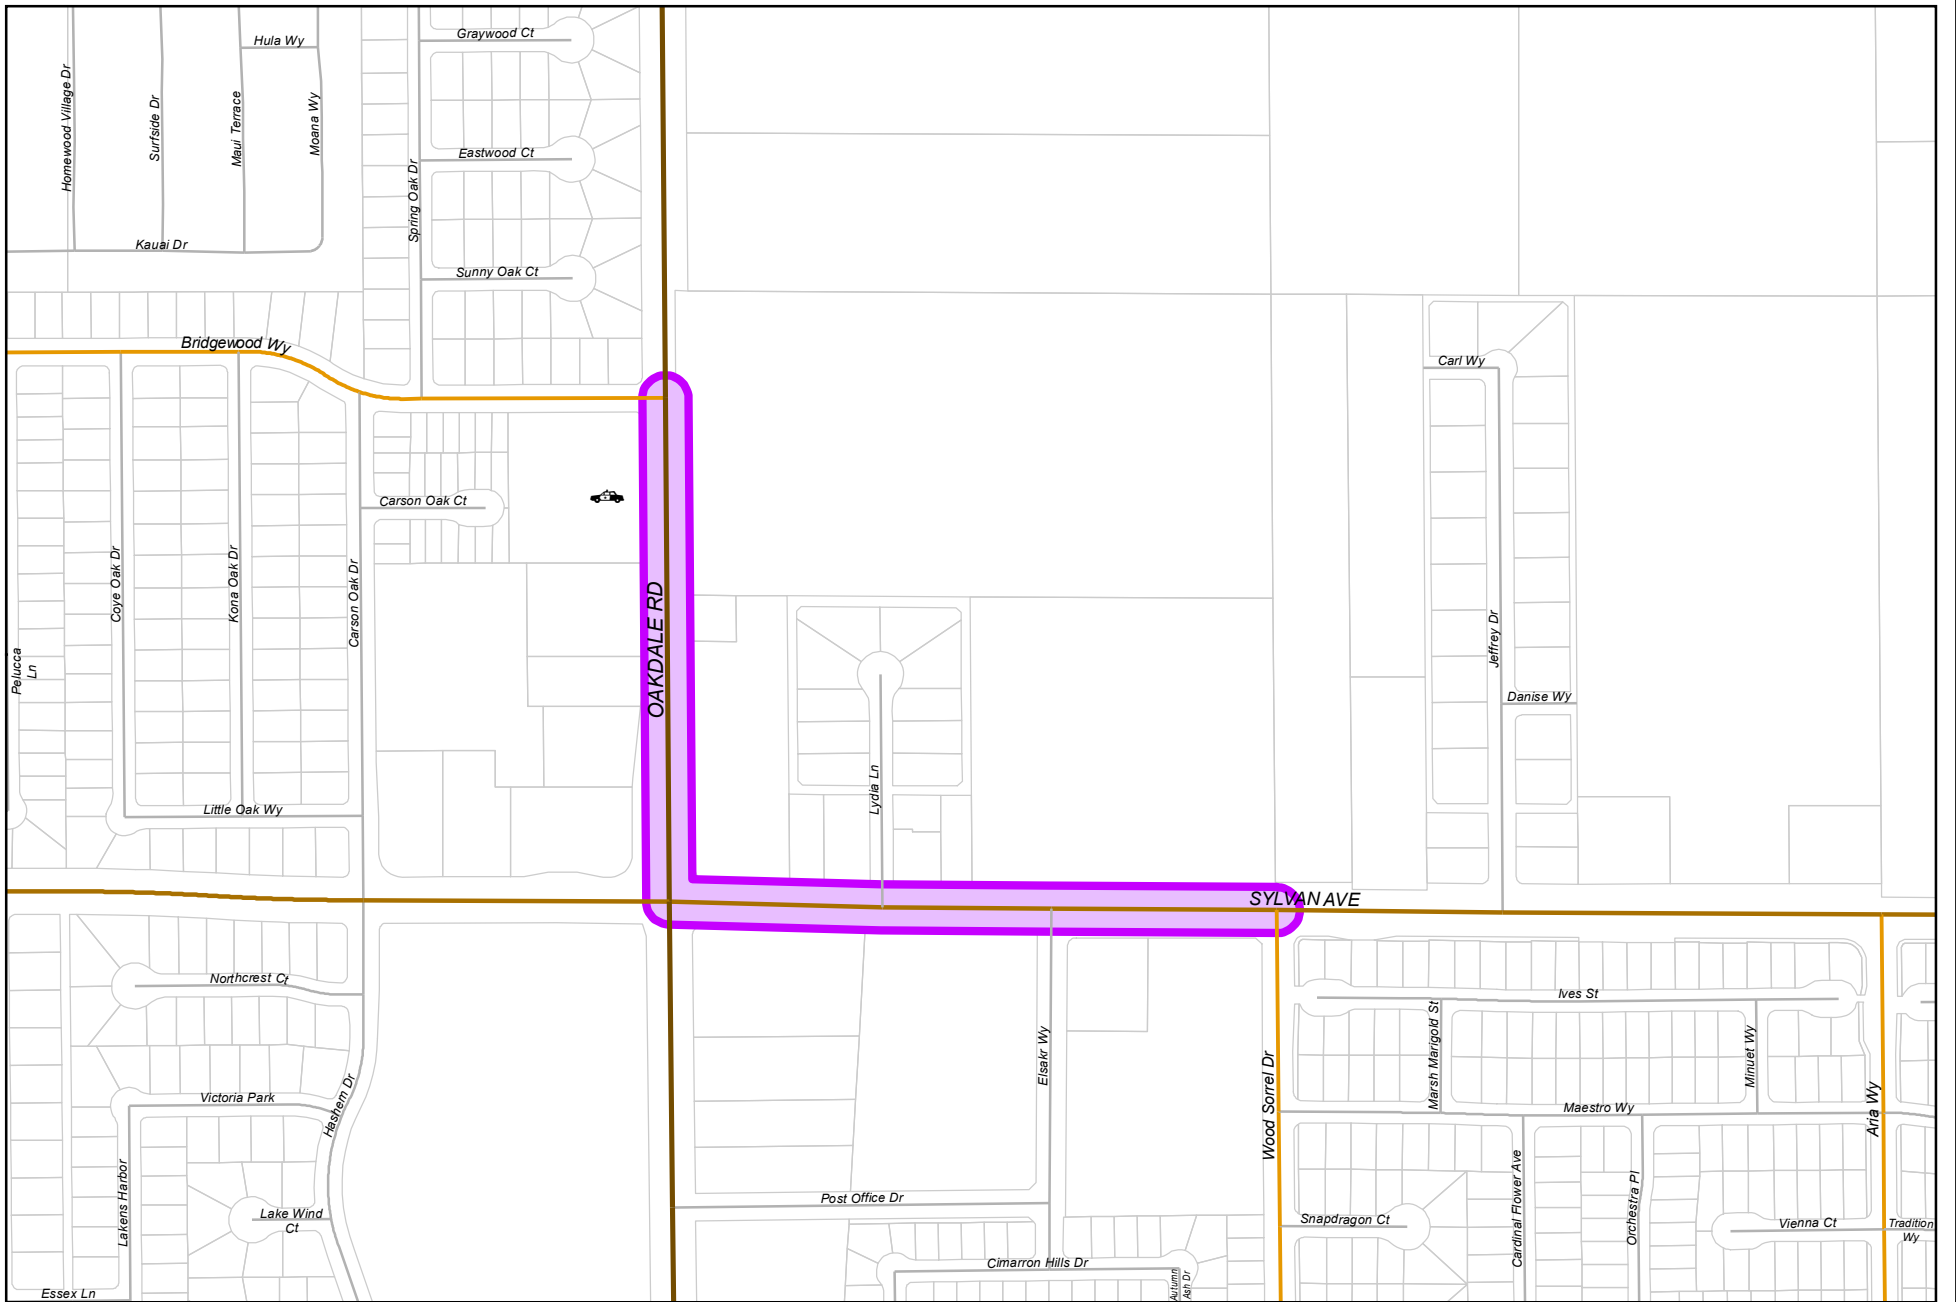 Graywood Ct
Hula Wy
Homewood Village Dr
Surfside Dr
Maui Terrace
Moana Wy
Eastwood Ct
Spring Oak Dr
Kauai Dr
Sunny Oak Ct
Bridgewood Wy
Carl Wy
Carson Oak Ct
Coye Oak Dr
Kona Oak Dr
Carson Oak Dr
OAKDALE RD
Jeffrey Dr
Pelucca
Ln
Danise Wy
Lydia Ln
Little Oak Wy
SYLVAN AVE
Northcrest Ct
Ives St
Marsh Marigold St
Minuet Wy
Elsakr Wy
Wood Sorrel Dr
Victoria Park
Hashem Dr
Maestro Wy
Aria Wy
Lakens Harbor
Post Office Dr
Cardinal Flower Ave
Orchestra Pl
Lake Wind
Ct
Snapdragon Ct
Vienna Ct
Tradition
Wy
Cimarron Hills Dr
Autumn
Ash Dr
Essex Ln